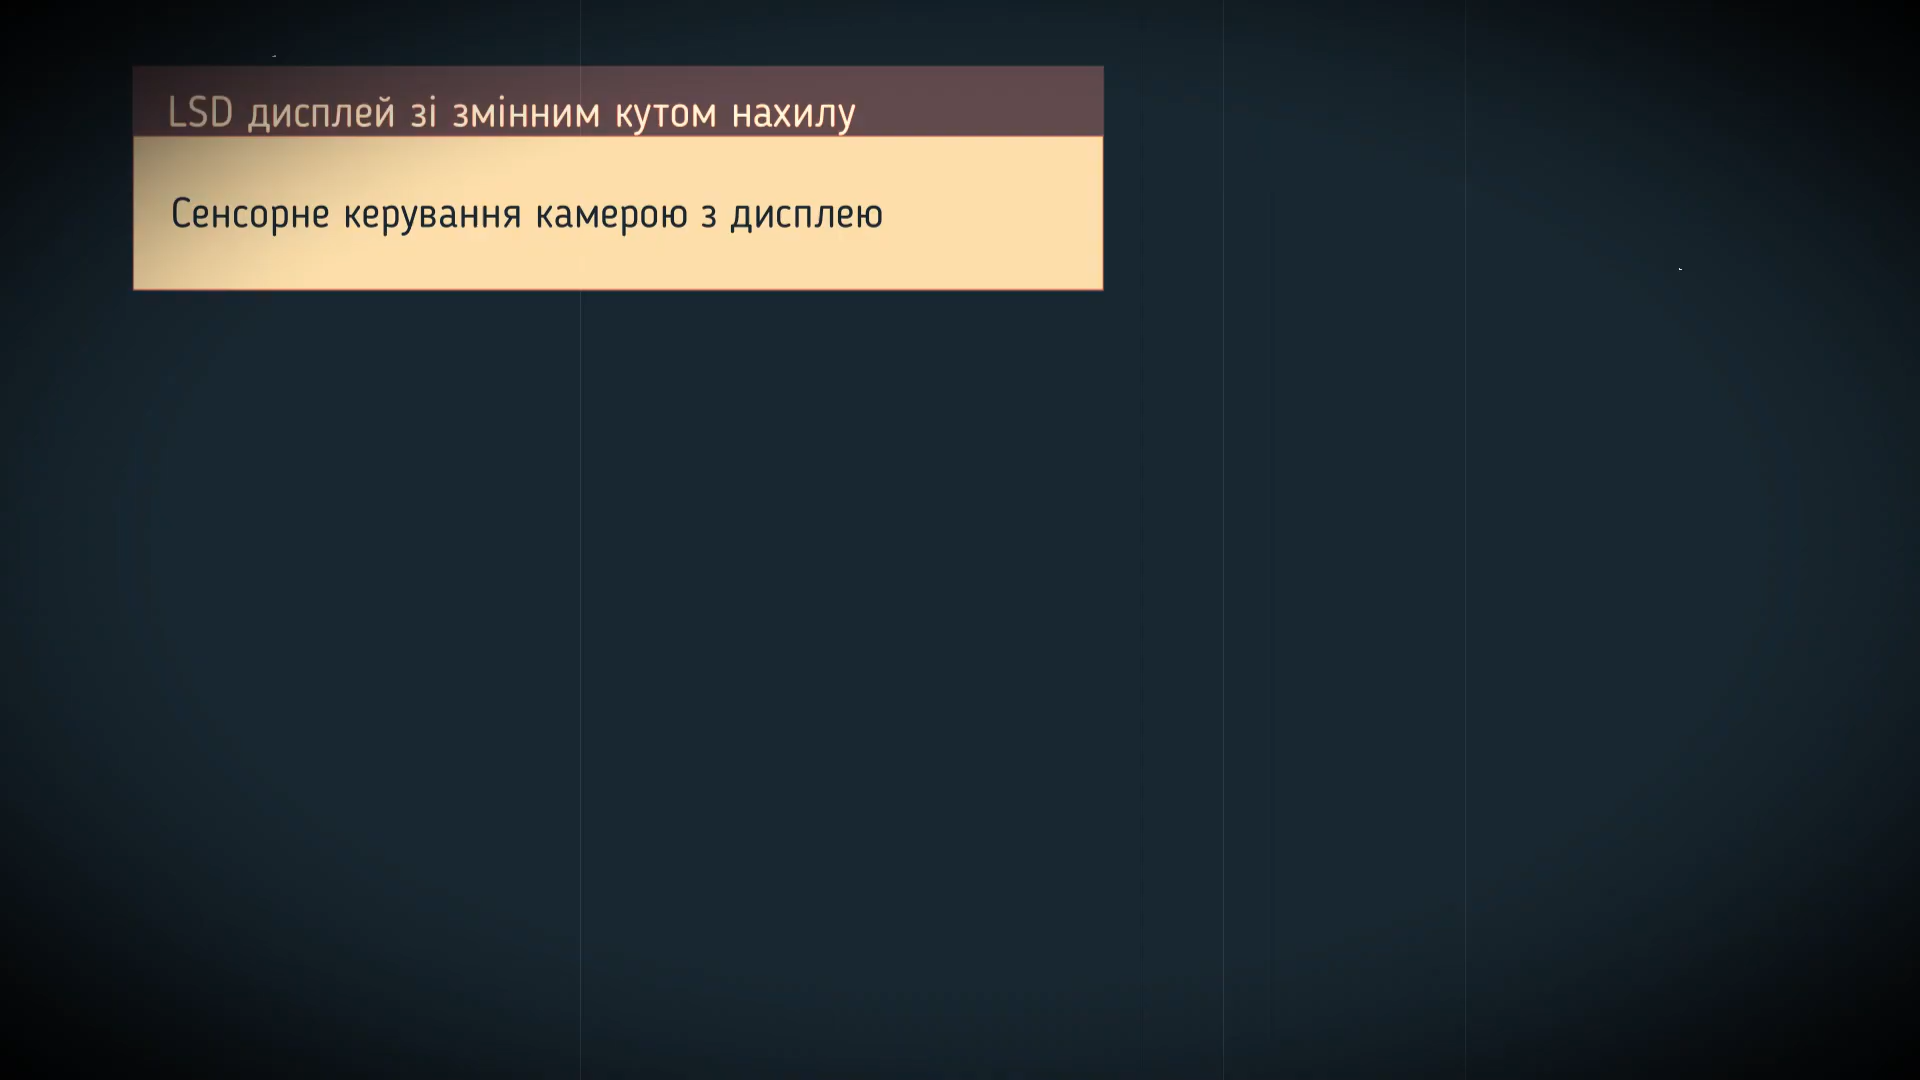 LSD дисплей зі змінним кутом нахилу
Сенсорне керування камерою з дисплею